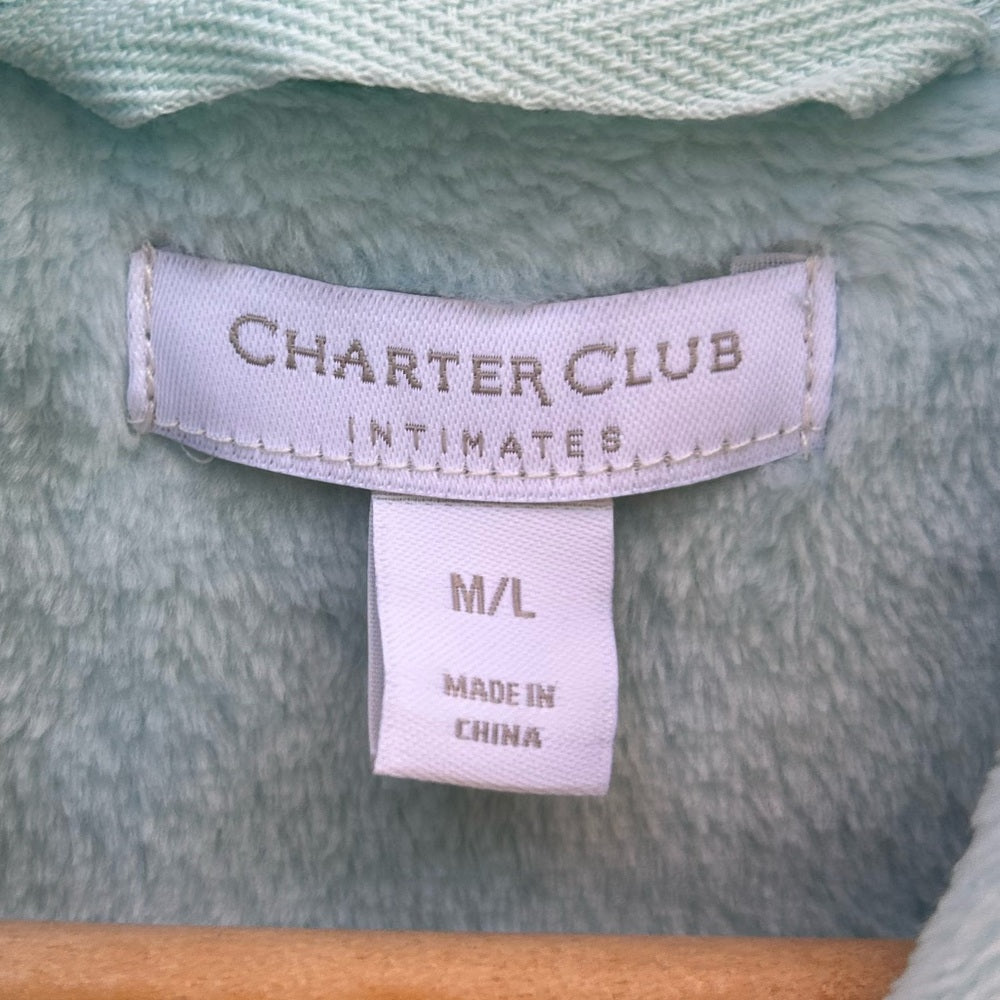 CHARTER CLUB
INTIMATES
M/L
MADE IN
CHINA